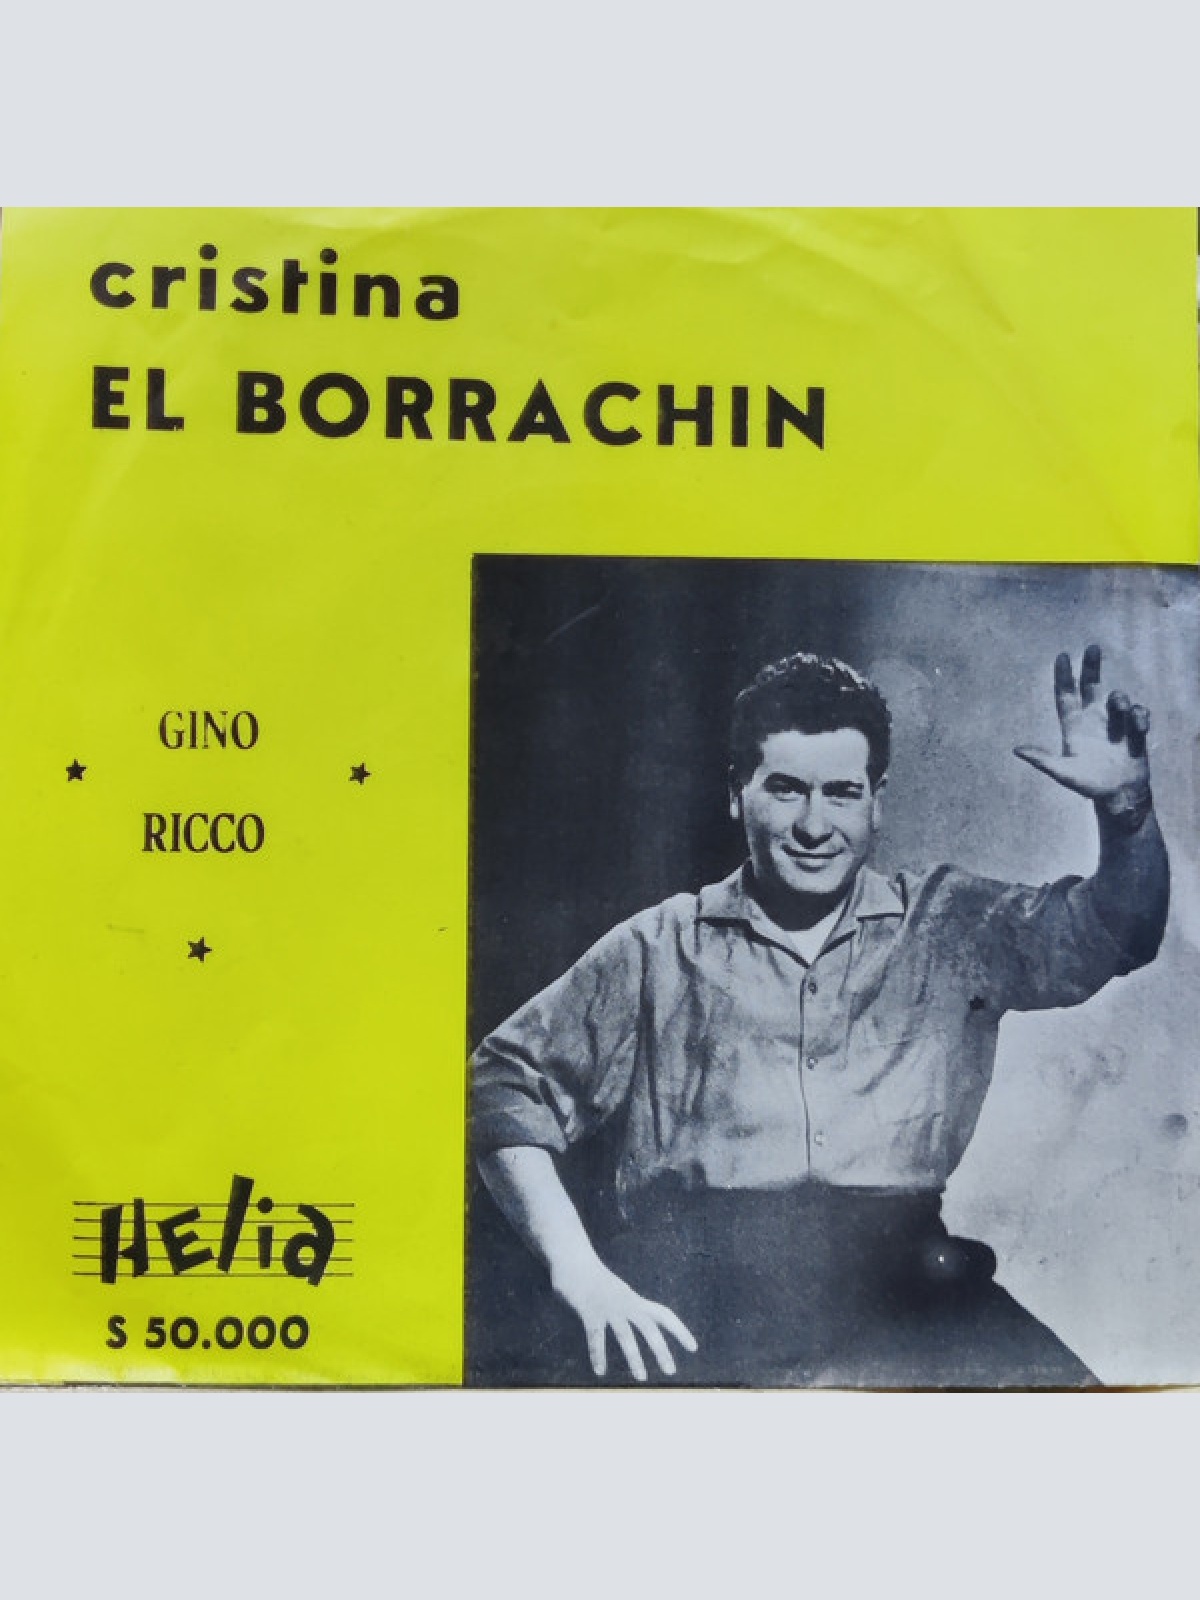 cristina
EL BORRACHIN
GINO
RICCO
HElia
S 50.000